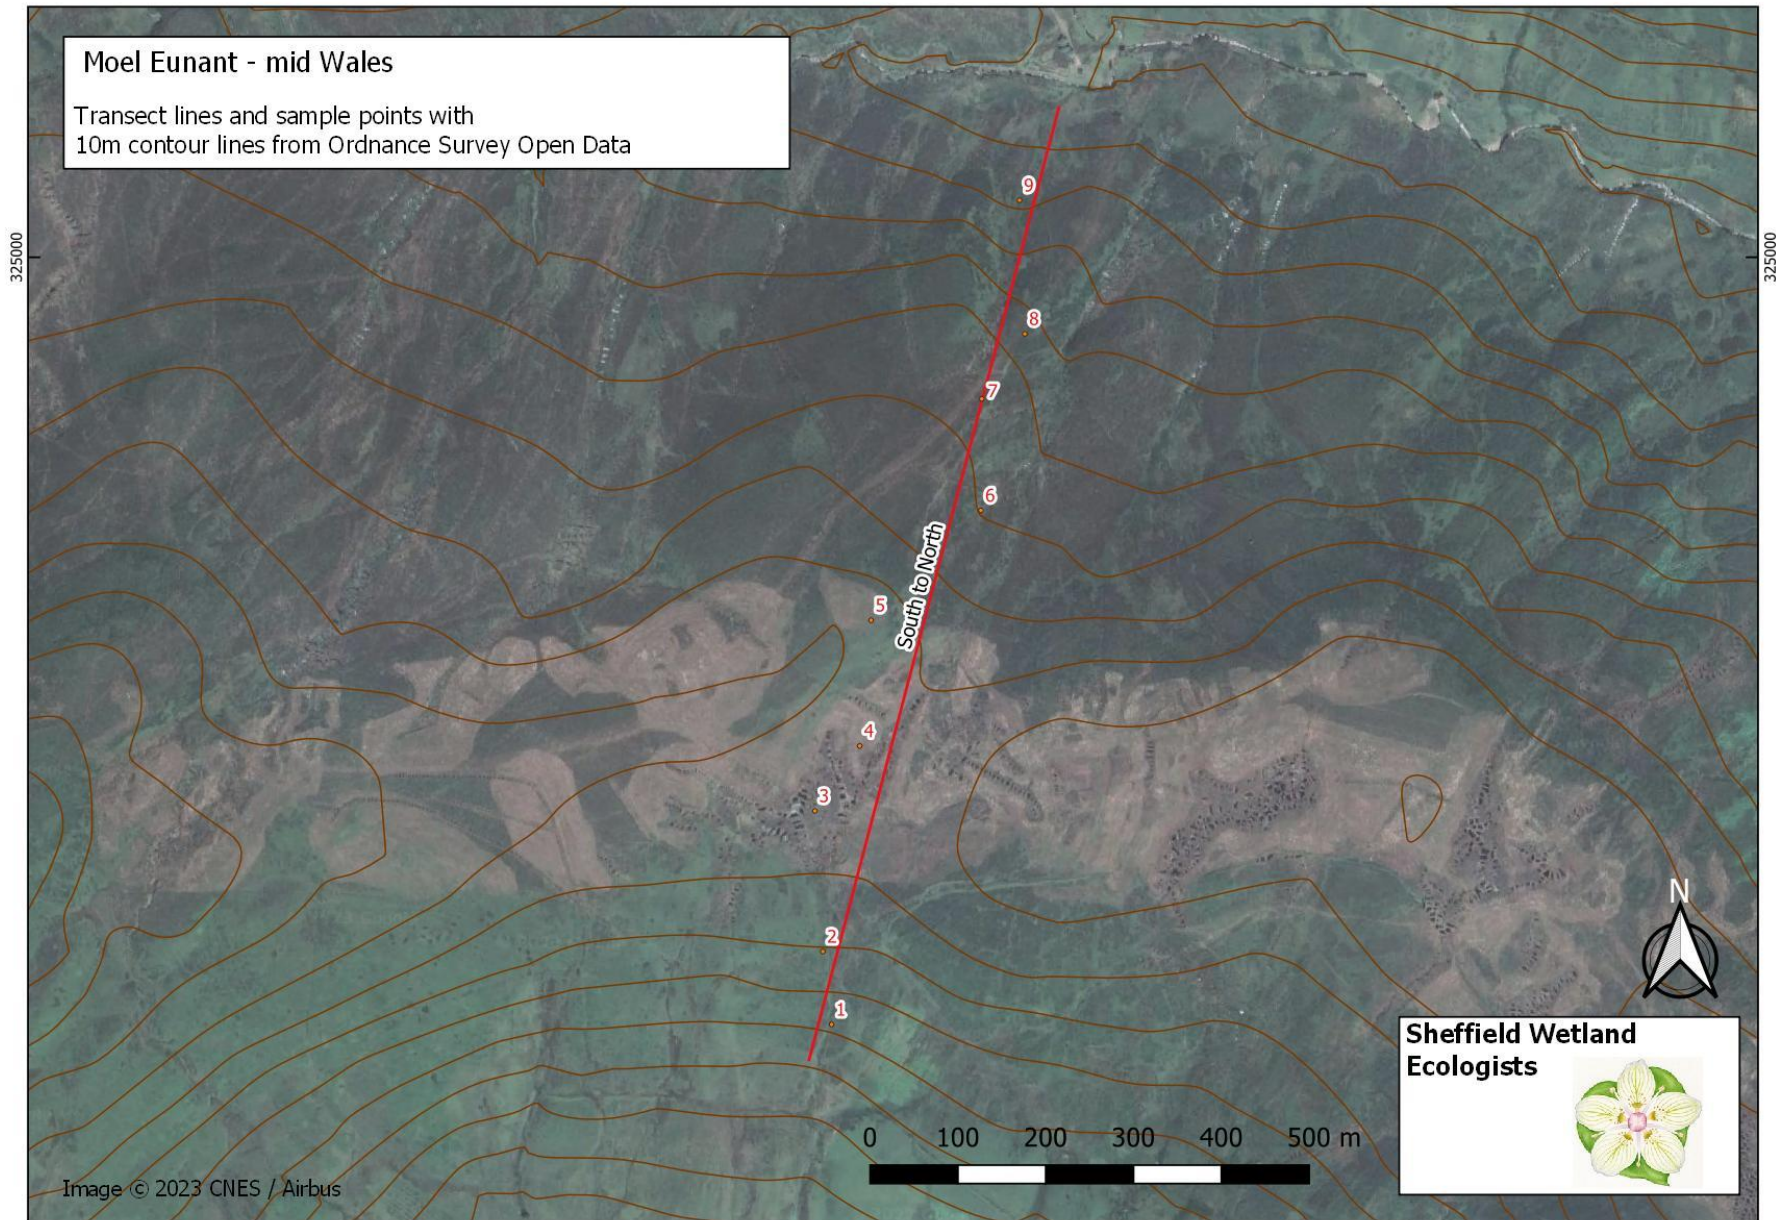 Moel Eunant - mid Wales
Transect lines and sample points with
10m contour lines from Ordnance Survey Open Data
325000
325000
9
8
7
6
South to North
5
4
3
2
1
N
Sheffield Wetland
Ecologists
0 100 200 300 400 500 m
Image © 2023 CNES / Airbus